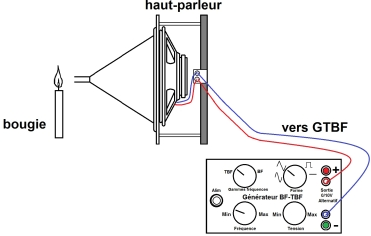 haut-parleur
bougie
vers GTBF
TBF BF
Gammes fréquences
Forme
+
Sortie
0/10V
Alternatif
Alim
Générateur BF-TBF
Min Max Min Max
Fréquence
Tension
-